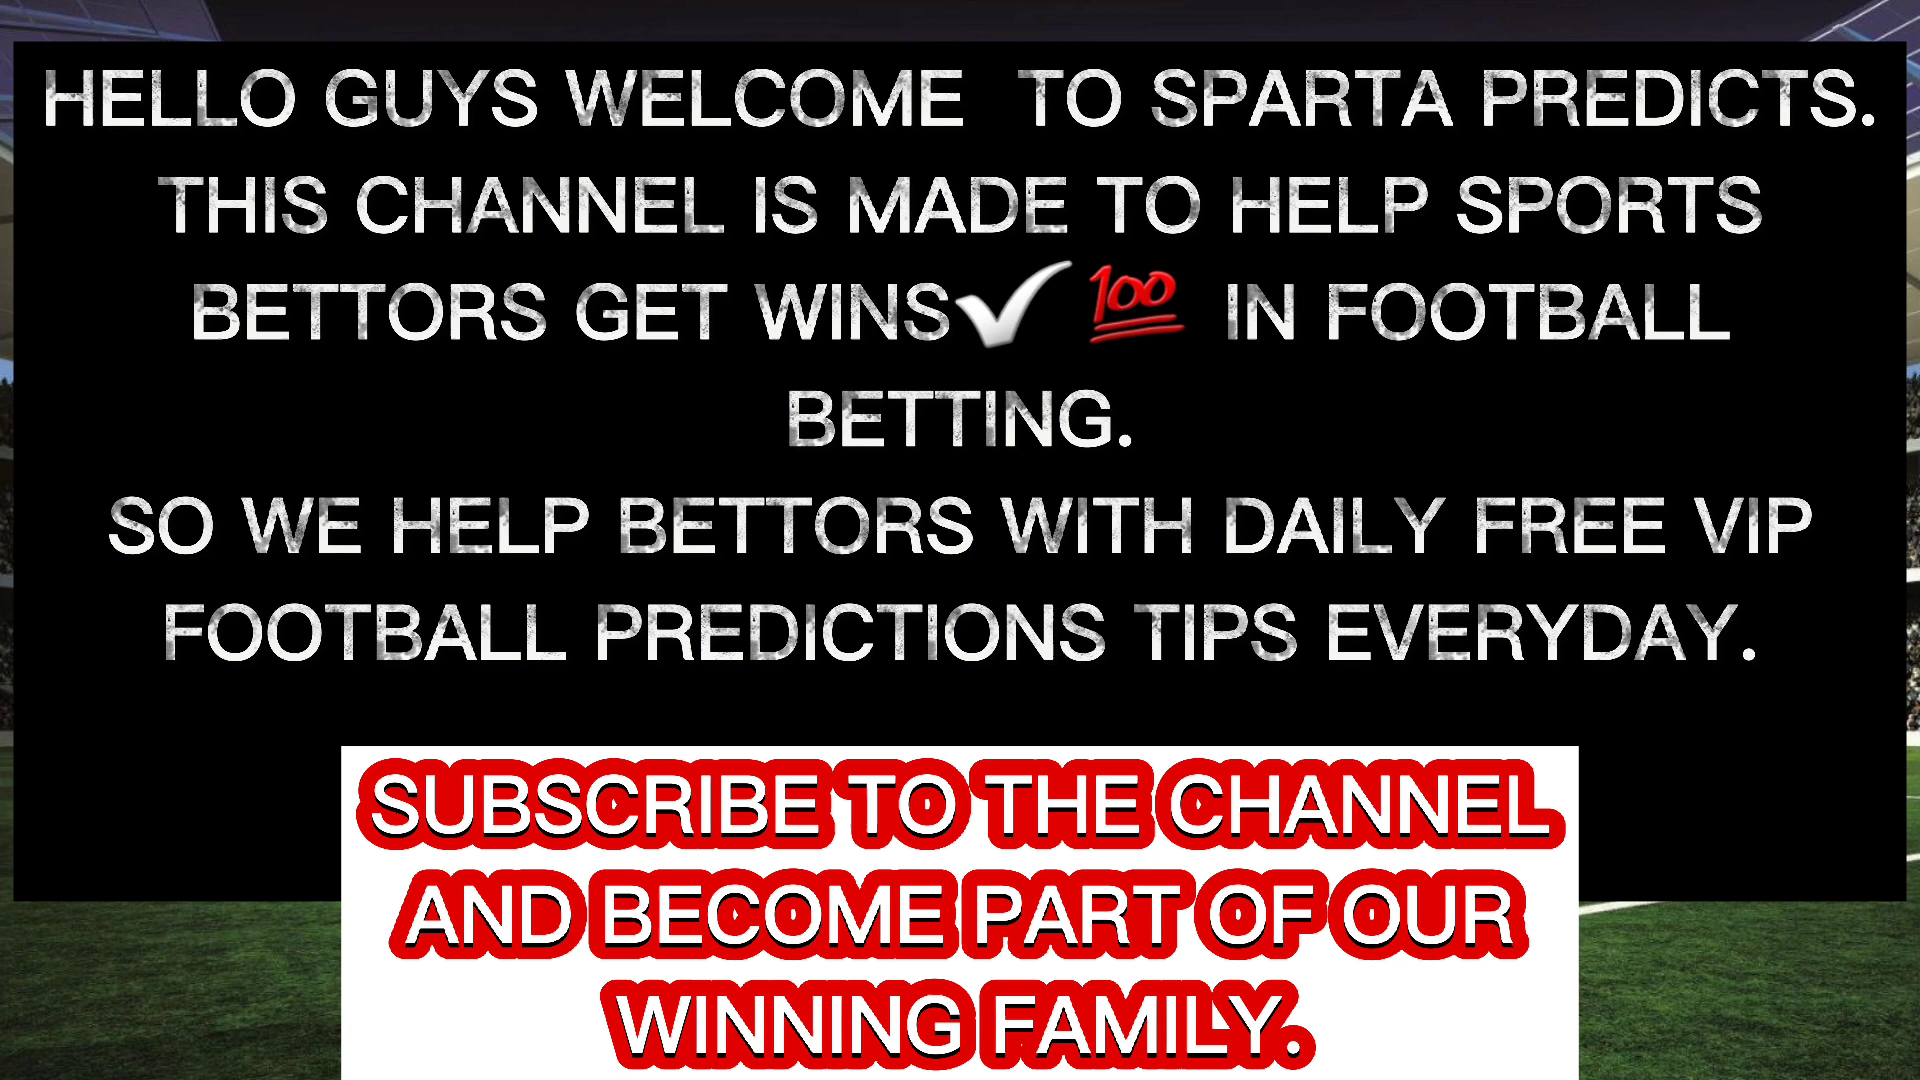 HELLO GUYS WELCOME  TO SPARTA PREDICTS.
THIS CHANNEL IS MADE TO HELP SPORTS
BETTORS GET WINS✔️💯 IN FOOTBALL
BETTING.
SO WE HELP BETTORS WITH DAILY FREE VIP
FOOTBALL PREDICTIONS TIPS EVERYDAY.
SUBSCRIBE TO THE CHANNEL
AND BECOME PART OF OUR
WINNING FAMILY.